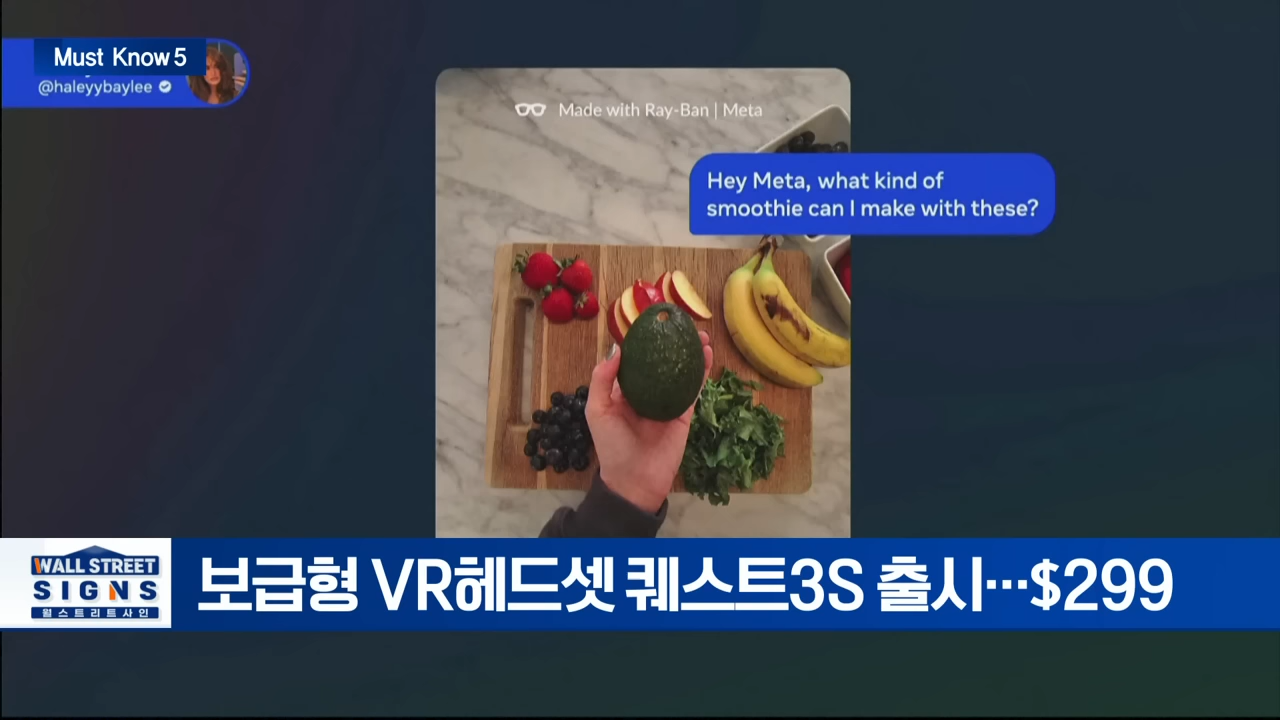 Must Know 5
@haleyybaylee
Made with Ray-Ban | Meta
Hey Meta, what kind of
smoothie can I make with these?
WALL STREET
SIGNS
월스트리트사인
보급형 VR헤드셋 퀘스트3S 출시…$299